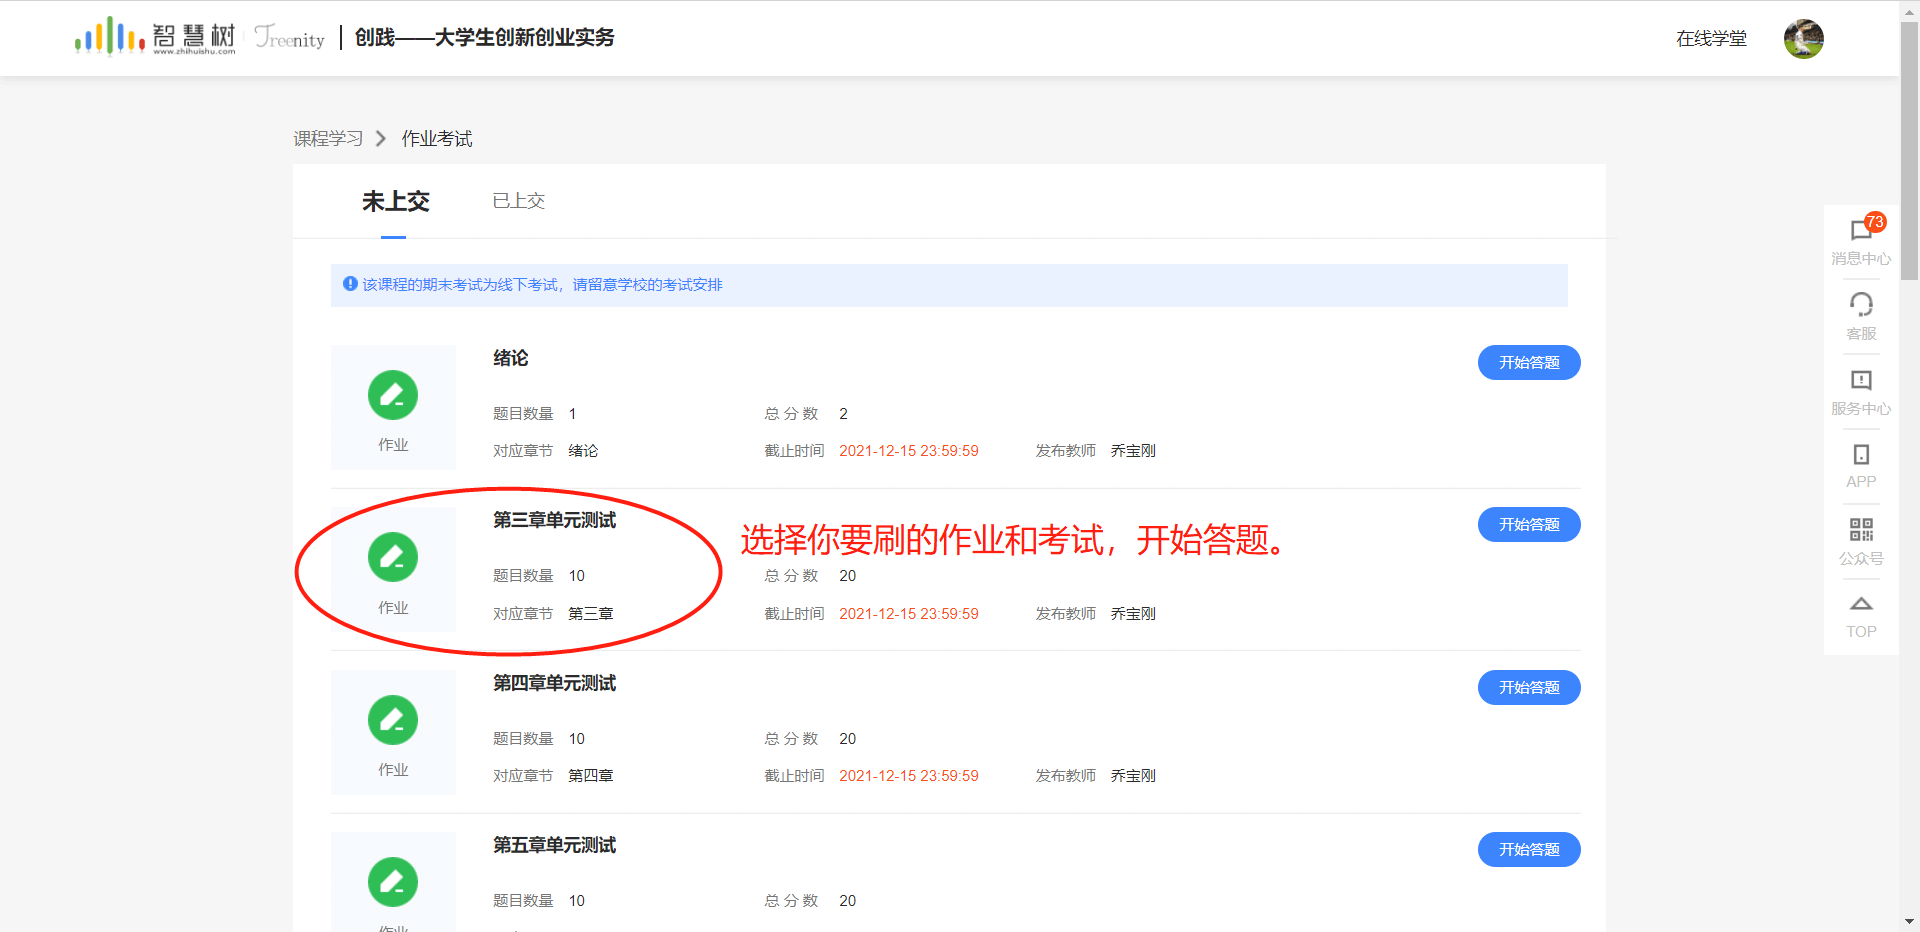 智慧树 Treenity 创践——大学生创新创业实务 在线学堂
www.zhihuishu.com
课程学习 作业考试
未上交 已上交
该课程的期末考试为线下考试，请留意学校的考试安排
绪论 开始答题
题目数量 1 总分数 2
作业 对应章节 绪论 截止时间 2021-12-15 23:59:59 发布教师 乔宝刚
第三章单元测试 开始答题
选择你要刷的作业和考试，开始答题。
题目数量 10 总分数 20
作业 对应章节 第三章 截止时间 2021-12-15 23:59:59 发布教师 乔宝刚
第四章单元测试 开始答题
题目数量 10 总分数 20
作业 对应章节 第四章 截止时间 2021-12-15 23:59:59 发布教师 乔宝刚
第五章单元测试 开始答题
题目数量 10 总分数 20
作业
73
消息中心
客服
服务中心
APP
公众号
TOP